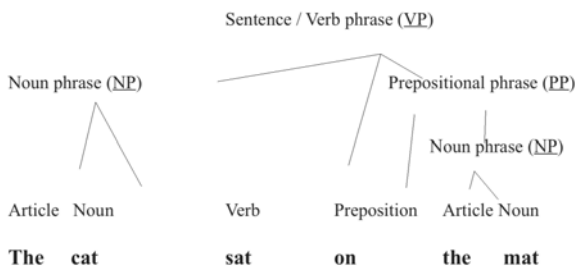 Sentence / Verb phrase (VP)
Noun phrase (NP) Prepositional phrase (PP)
Noun phrase (NP)
Article Noun Verb Preposition Article Noun
The cat sat on the mat